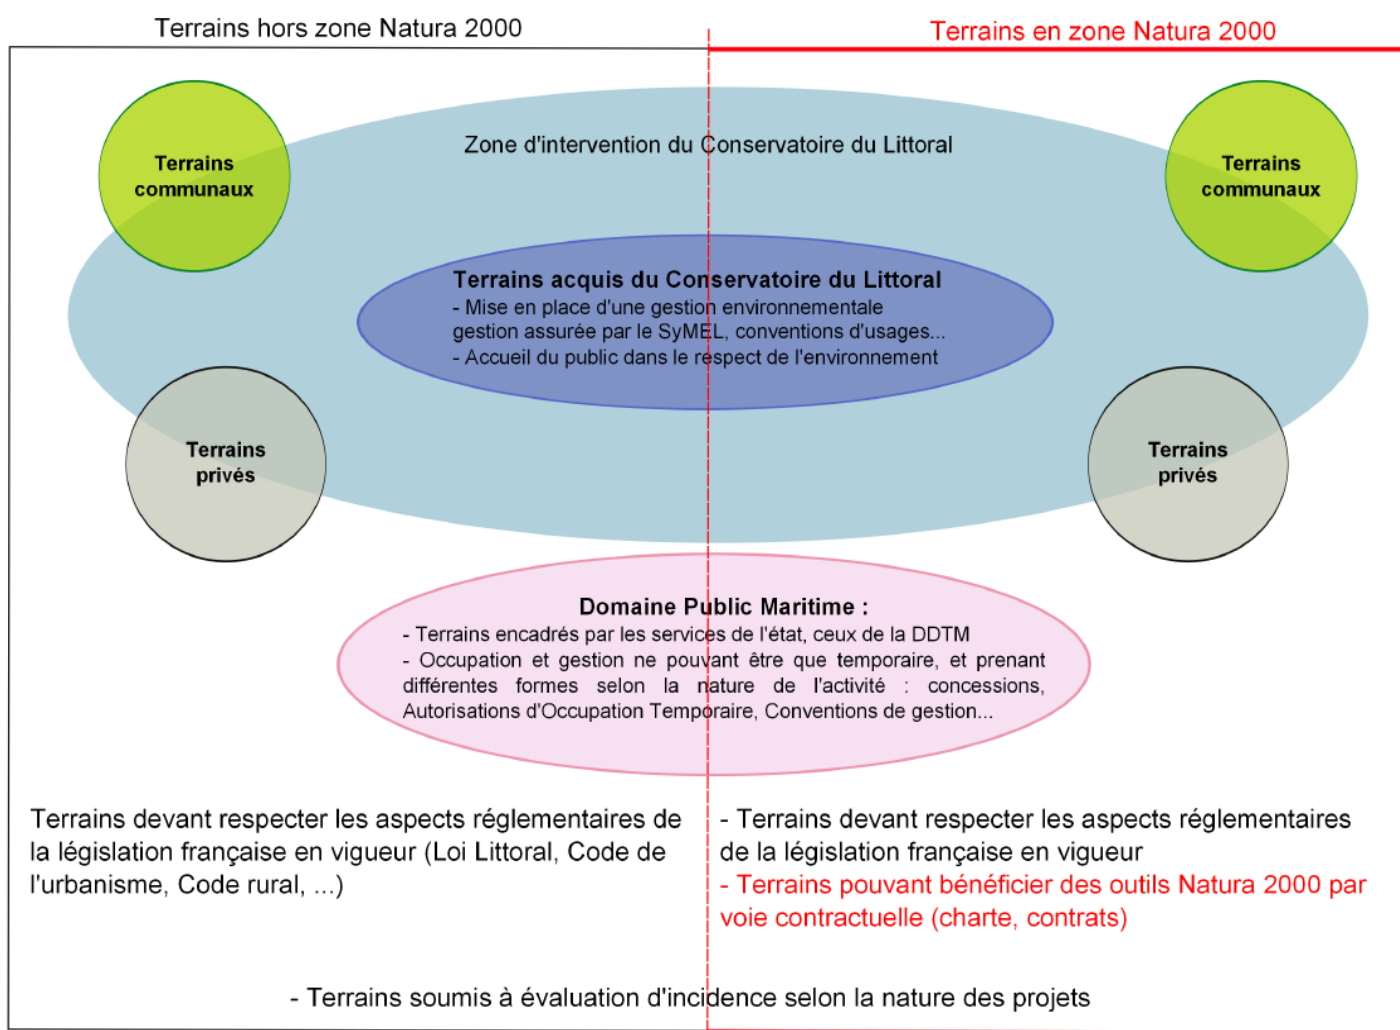 Terrains hors zone Natura 2000
Terrains en zone Natura 2000
Zone d'intervention du Conservatoire du Littoral
Terrains
communaux
Terrains
communaux
Terrains acquis du Conservatoire du Littoral
- Mise en place d'une gestion environnementale
gestion assurée par le SyMEL, conventions d'usages...
- Accueil du public dans le respect de l'environnement
Terrains
privés
Terrains
privés
Domaine Public Maritime :
- Terrains encadrés par les services de l'état, ceux de la DDTM
- Occupation et gestion ne pouvant être que temporaire, et prenant
différentes formes selon la nature de l'activité : concessions,
Autorisations d'Occupation Temporaire, Conventions de gestion...
Terrains devant respecter les aspects réglementaires de
la législation française en vigueur (Loi Littoral, Code de
l'urbanisme, Code rural, ...)
- Terrains devant respecter les aspects réglementaires
de la législation française en vigueur
- Terrains pouvant bénéficier des outils Natura 2000 par
voie contractuelle (charte, contrats)
- Terrains soumis à évaluation d'incidence selon la nature des projets